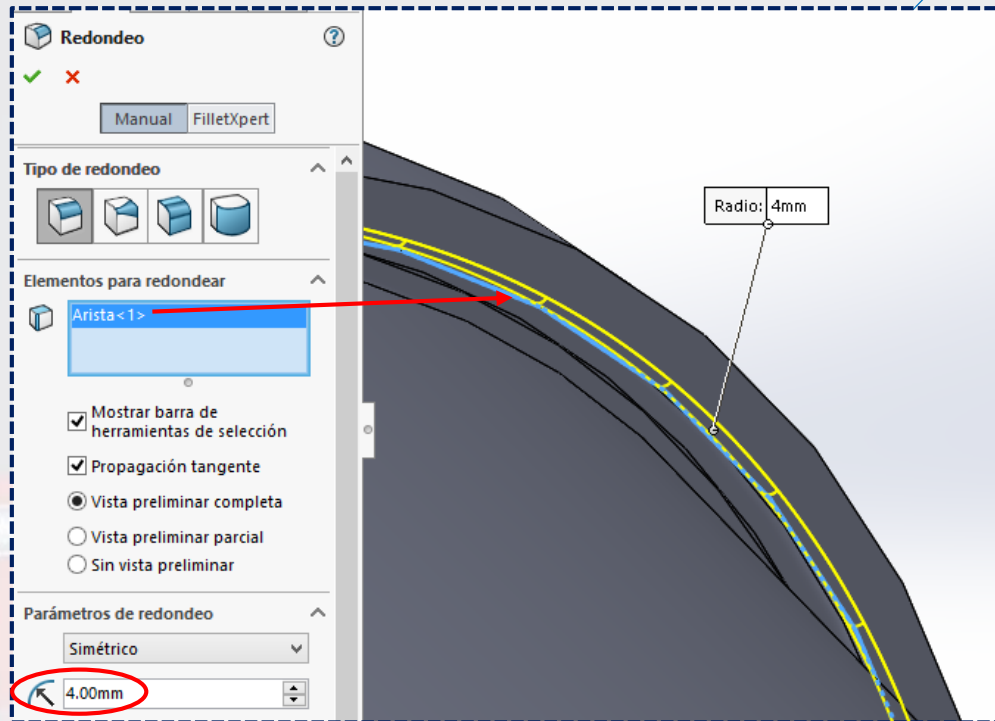 Redondeo
Manual FilletXpert
Tipo de redondeo
Elementos para redondear
Arista<1>
Mostrar barra de
herramientas de selección
Propagación tangente
Vista preliminar completa
Vista preliminar parcial
Sin vista preliminar
Parámetros de redondeo
Simétrico
4.00mm
Radio: 4mm